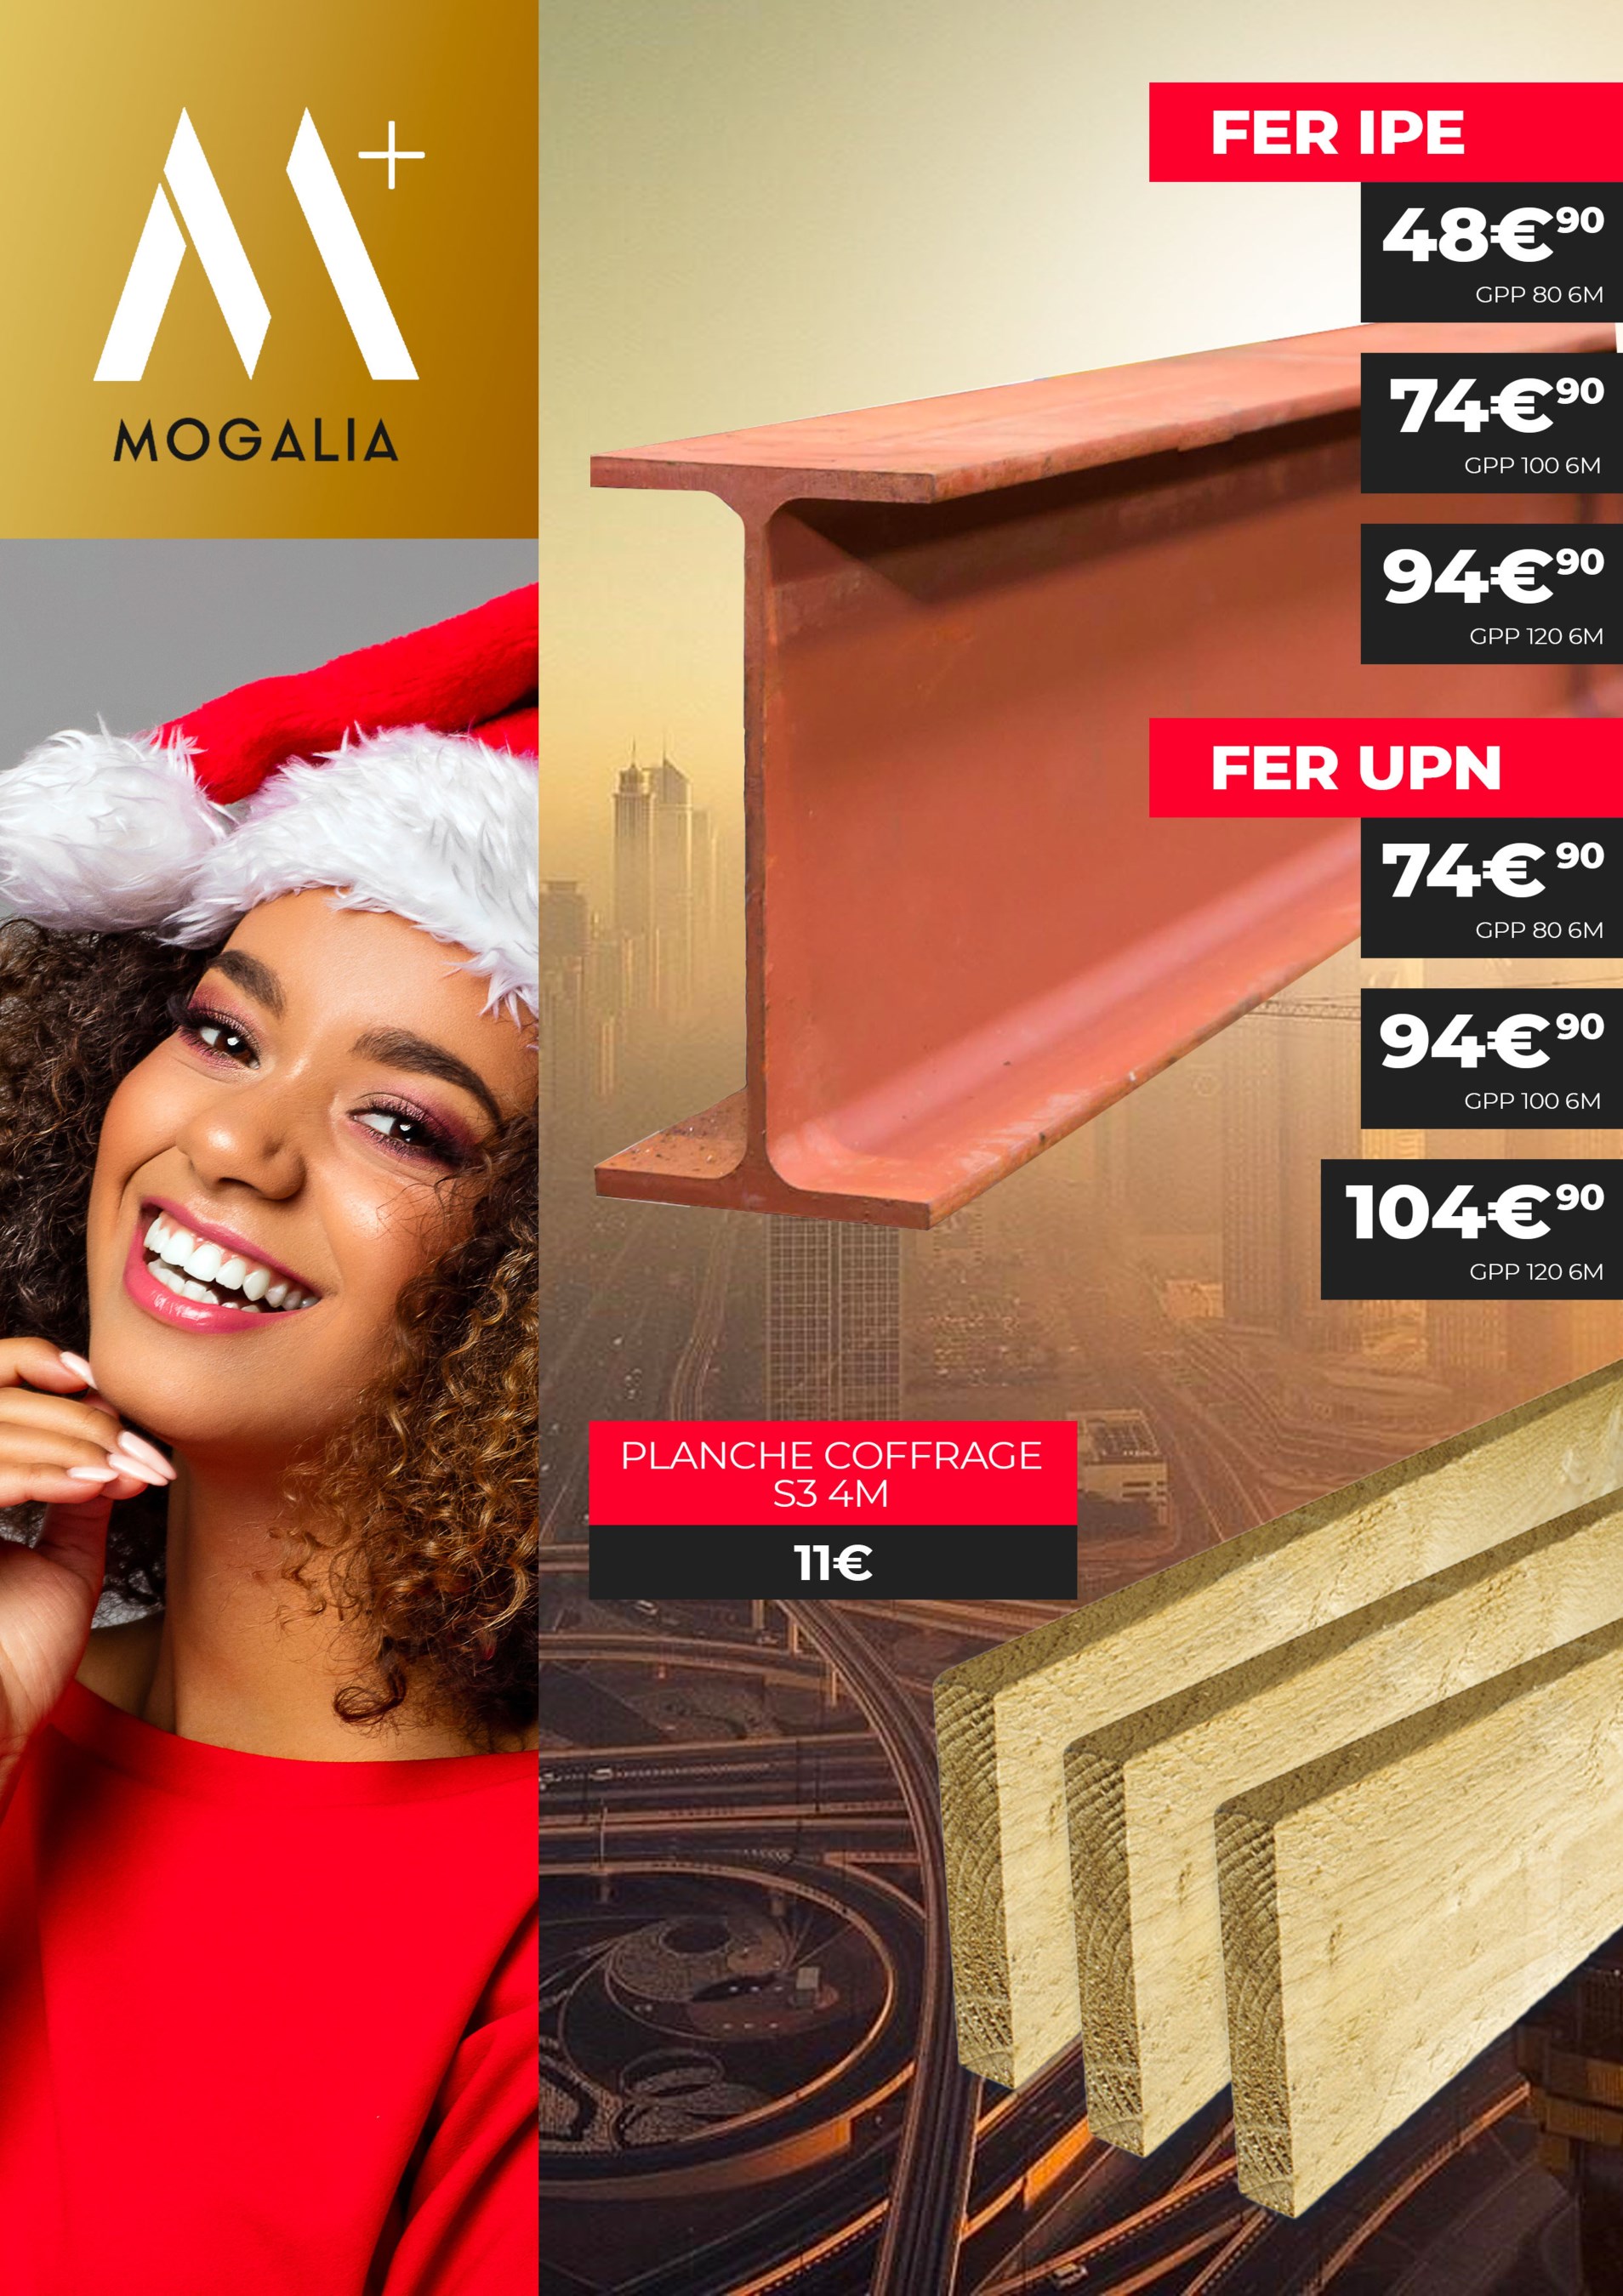 M+
MOGALIA
FER IPE
48€90
GPP 80 6M
74€90
GPP 100 6M
94€90
GPP 120 6M
FER UPN
74€90
GPP 80 6M
94€90
GPP 100 6M
104€90
GPP 120 6M
PLANCHE COFFRAGE
S3 4M
11€